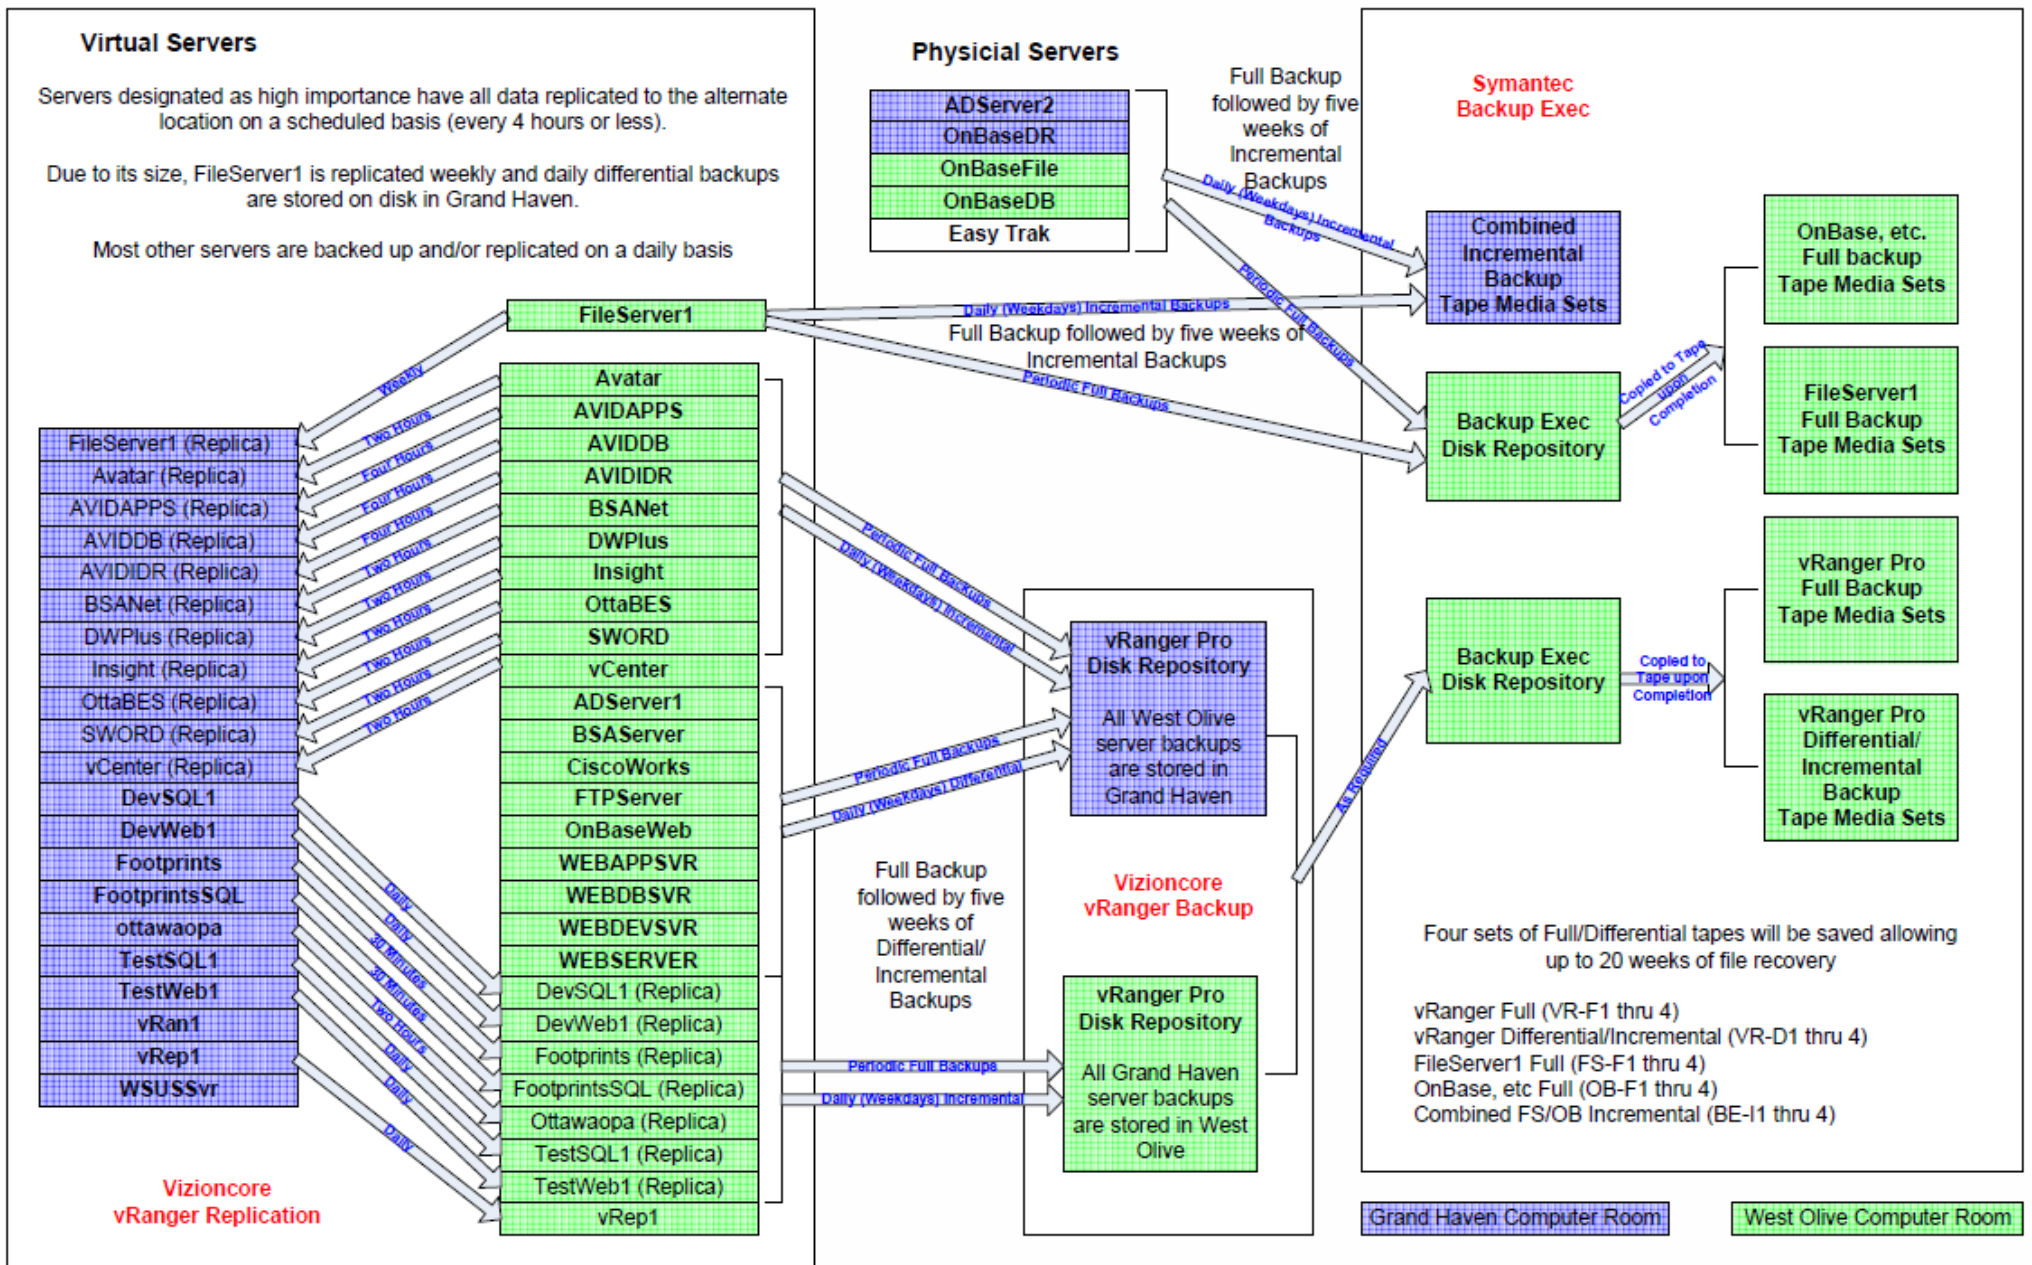 Virtual Servers
Servers designated as high importance have all data replicated to the alternate
location on a scheduled basis (every 4 hours or less).
Due to its size, FileServer1 is replicated weekly and daily differential backups
are stored on disk in Grand Haven.
Most other servers are backed up and/or replicated on a daily basis
FileServer1
Avatar
AVIDAPPS
AVIDDB
AVIDIDR
BSANet
DWPlus
Insight
OttaBES
SWORD
vCenter
ADServer1
BSAServer
CiscoWorks
FTPServer
OnBaseWeb
WEBAPPSVR
WEBDBSVR
WEBDEVSVR
WEBSERVER
DevSQL1 (Replica)
DevWeb1 (Replica)
Footprints (Replica)
FootprintsSQL (Replica)
Ottawaopa (Replica)
TestSQL1 (Replica)
TestWeb1 (Replica)
vRep1
Weekly
Two Hours
Four Hours
Four Hours
Four Hours
Two Hours
Two Hours
Two Hours
Two Hours
Two Hours
Two Hours
FileServer1 (Replica)
Avatar (Replica)
AVIDAPPS (Replica)
AVIDDB (Replica)
AVIDIDR (Replica)
BSANet (Replica)
DWPlus (Replica)
Insight (Replica)
OttaBES (Replica)
SWORD (Replica)
vCenter (Replica)
DevSQL1
DevWeb1
Footprints
FootprintsSQL
ottawaopa
TestSQL1
TestWeb1
vRan1
vRep1
WSUSSvr
Daily
Daily
30 Minutes
30 Minutes
Two Hours
Daily
Daily
Daily
Vizioncore
vRanger Replication
Physicial Servers
ADServer2
OnBaseDR
OnBaseFile
OnBaseDB
Easy Trak
Full Backup
followed by five
weeks of
Incremental
Backups
Daily (Weekdays) Incremental
Backups
Periodic Full Backups
Daily (Weekdays) Incremental Backups
Full Backup followed by five weeks of
Incremental Backups
Periodic Full Backups
Periodic Full Backups
Daily (Weekdays) Incremental
Periodic Full Backups
Daily (Weekdays) Differential
Full Backup
followed by five
weeks of
Differential/
Incremental
Backups
Periodic Full Backups
Daily (Weekdays) Incremental
vRanger Pro
Disk Repository
All West Olive
server backups
are stored in
Grand Haven
Vizioncore
vRanger Backup
vRanger Pro
Disk Repository
All Grand Haven
server backups
are stored in West
Olive
As Required
Symantec
Backup Exec
Combined
Incremental
Backup
Tape Media Sets
Backup Exec
Disk Repository
Copied to Tape
upon
Completion
OnBase, etc.
Full backup
Tape Media Sets
FileServer1
Full Backup
Tape Media Sets
Backup Exec
Disk Repository
Copied to
Tape upon
Completion
vRanger Pro
Full Backup
Tape Media Sets
vRanger Pro
Differential/
Incremental
Backup
Tape Media Sets
Four sets of Full/Differential tapes will be saved allowing
up to 20 weeks of file recovery
vRanger Full (VR-F1 thru 4)
vRanger Differential/Incremental (VR-D1 thru 4)
FileServer1 Full (FS-F1 thru 4)
OnBase, etc Full (OB-F1 thru 4)
Combined FS/OB Incremental (BE-I1 thru 4)
Grand Haven Computer Room
West Olive Computer Room